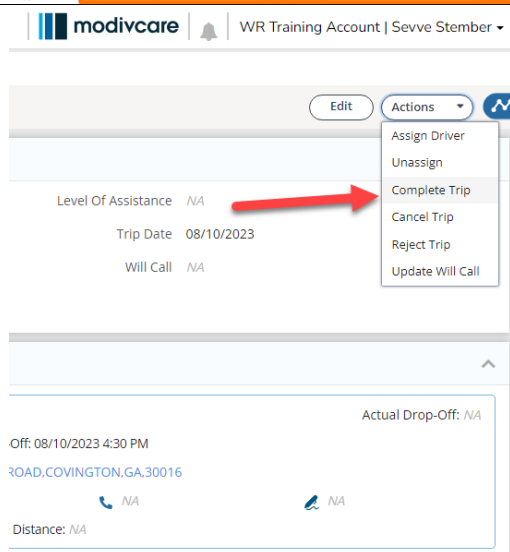 modivcare WR Training Account | Sevve Stember
Edit Actions
Assign Driver
Unassign
Complete Trip
Cancel Trip
Reject Trip
Update Will Call
Level Of Assistance NA
Trip Date 08/10/2023
Will Call NA
Actual Drop-Off: NA
-Off: 08/10/2023 4:30 PM
ROAD,COVINGTON,GA,30016
NA NA
Distance: NA